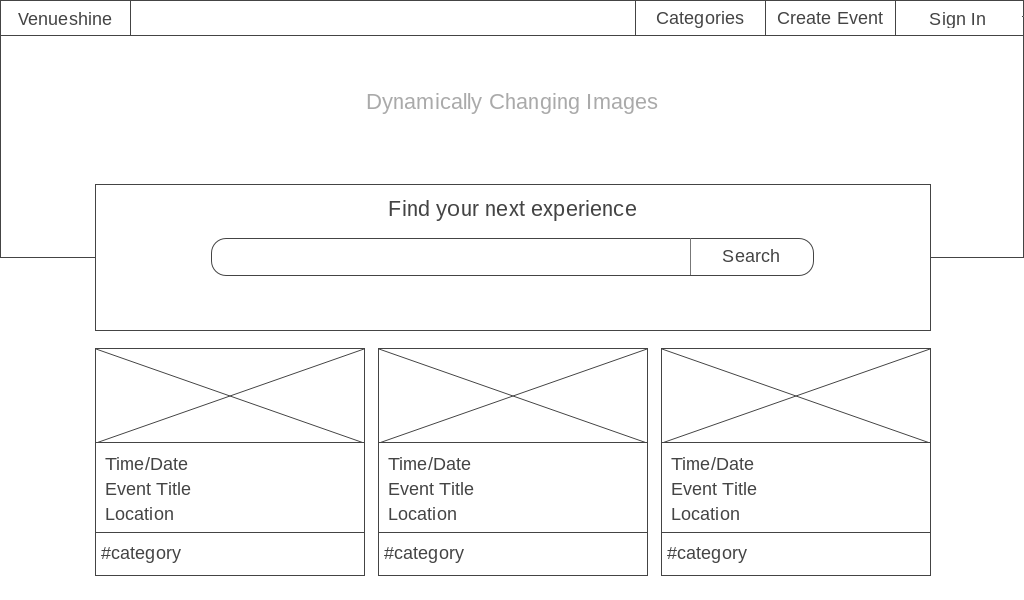 Venueshine Categories Create Event Sign In
Dynamically Changing Images
Find your next experience
Search
Time/Date
Event Title
Location
#category
Time/Date
Event Title
Location
#category
Time/Date
Event Title
Location
#category